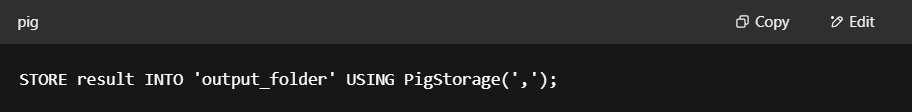 pig Copy Edit
STORE result INTO 'output_folder' USING PigStorage(',');